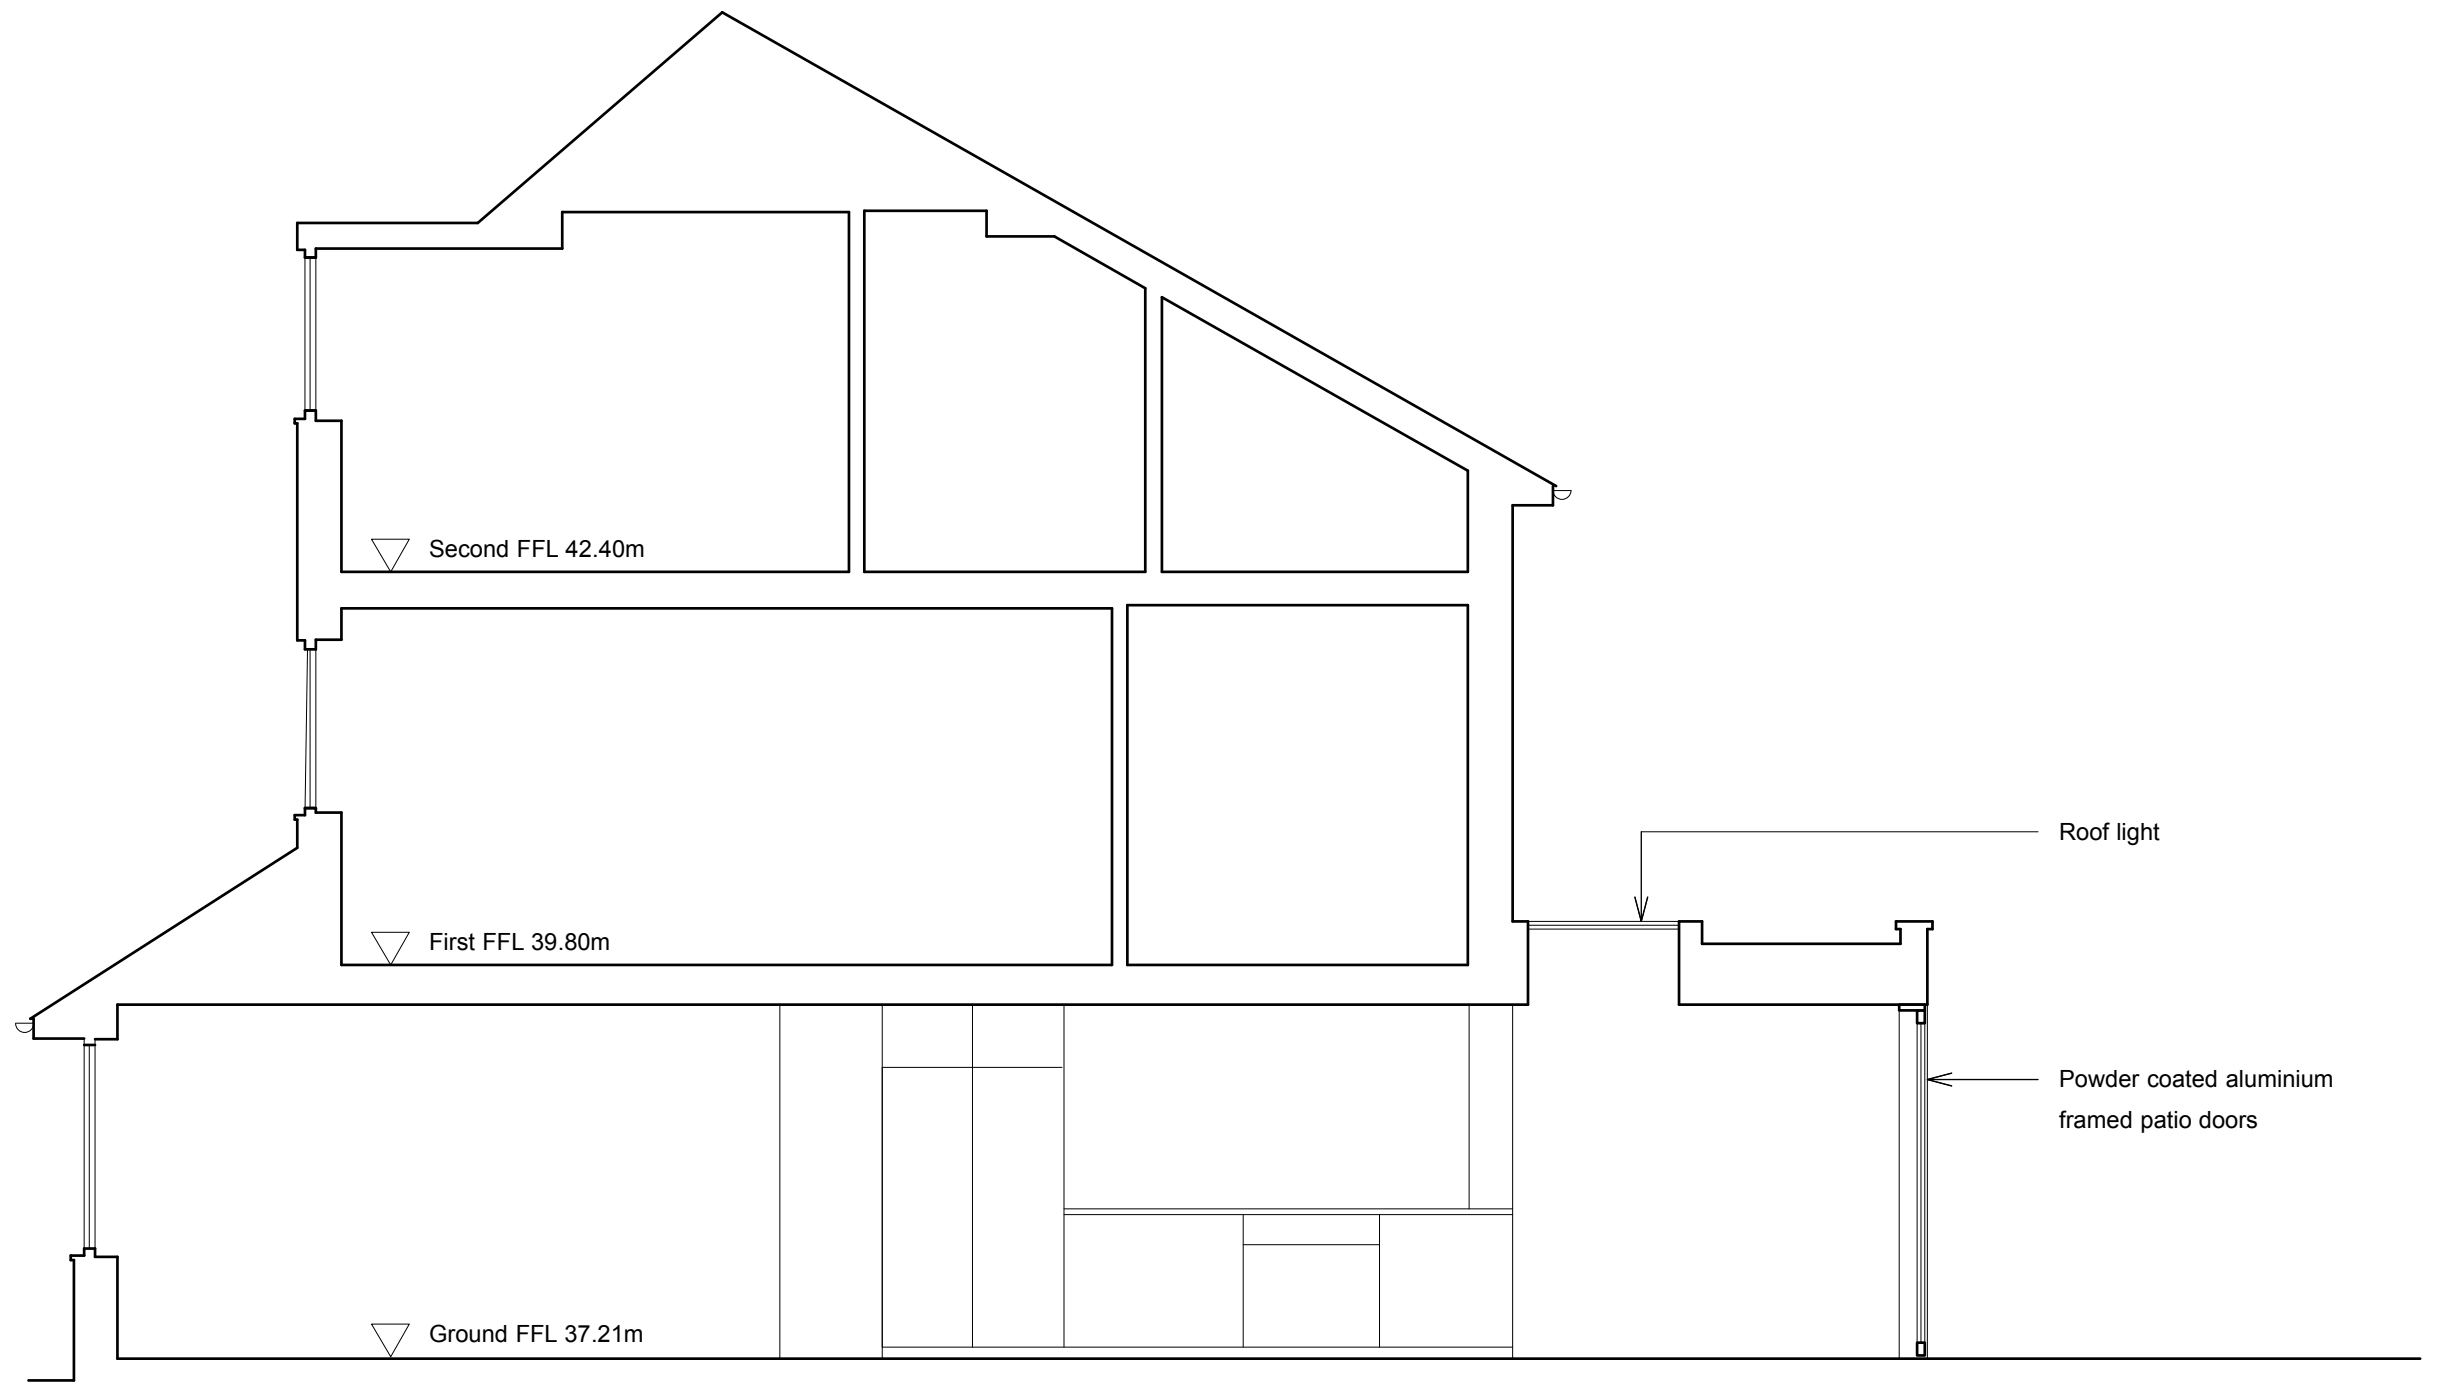 Second FFL 42.40m
Roof light
First FFL 39.80m
Powder coated aluminium
framed patio doors
Ground FFL 37.21m